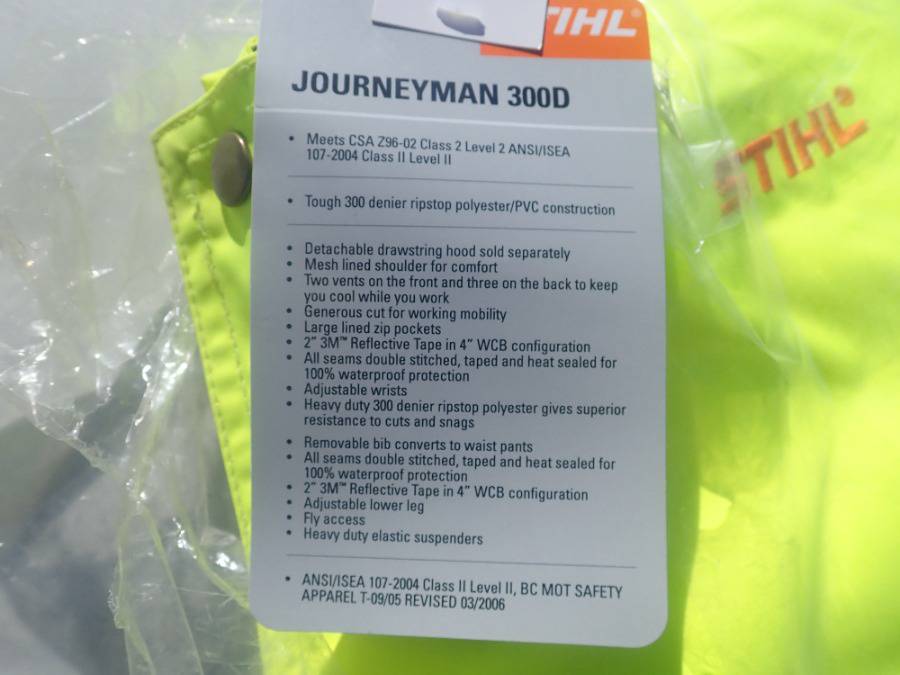 TIHL®
JOURNEYMAN 300D
STIHL®
• Meets CSA Z96-02 Class 2 Level 2 ANSI/ISEA
107-2004 Class II Level II
• Tough 300 denier ripstop polyester/PVC construction
• Detachable drawstring hood sold separately
• Mesh lined shoulder for comfort
• Two vents on the front and three on the back to keep
you cool while you work
• Generous cut for working mobility
• Large lined zip pockets
• 2" 3M™ Reflective Tape in 4" WCB configuration
• All seams double stitched, taped and heat sealed for
100% waterproof protection
• Adjustable wrists
• Heavy duty 300 denier ripstop polyester gives superior
resistance to cuts and snags
• Removable bib converts to waist pants
• All seams double stitched, taped and heat sealed for
100% waterproof protection
• 2" 3M™ Reflective Tape in 4" WCB configuration
• Adjustable lower leg
• Fly access
• Heavy duty elastic suspenders
• ANSI/ISEA 107-2004 Class II Level II, BC MOT SAFETY
APPAREL T-09/05 REVISED 03/2006